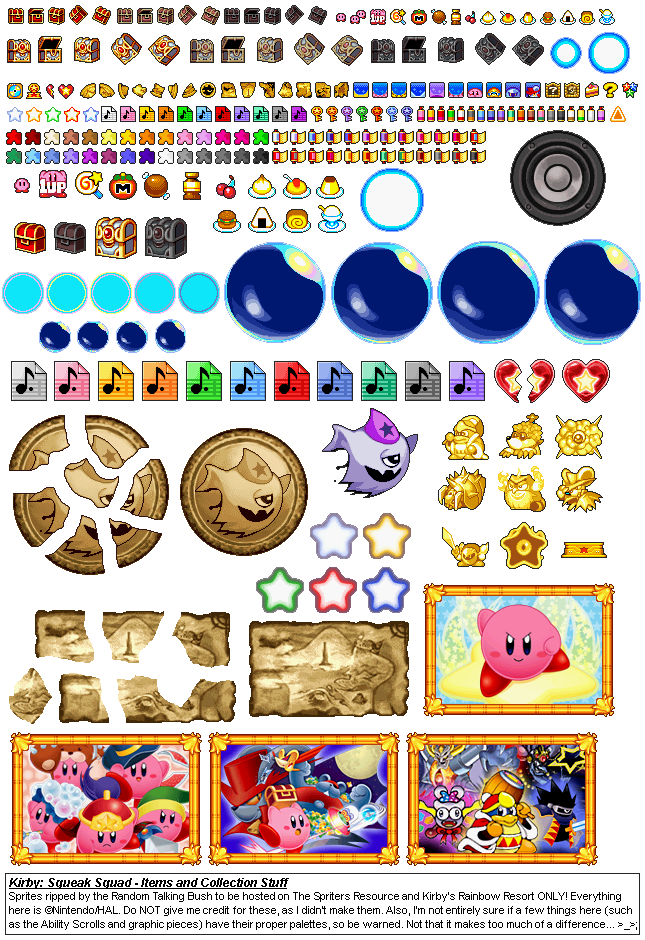 1UP
M
1UP
M
Kirby: Squeak Squad - Items and Collection Stuff
Sprites ripped by the Random Talking Bush to be hosted on The Spriters Resource and Kirby's Rainbow Resort ONLY! Everything
here is ©Nintendo/HAL. Do NOT give me credit for these, as I didn't make them. Also, I'm not entirely sure if a few things here (such
as the Ability Scrolls and graphic pieces) have their proper palettes, so be warned. Not that it makes too much of a difference... >_>;